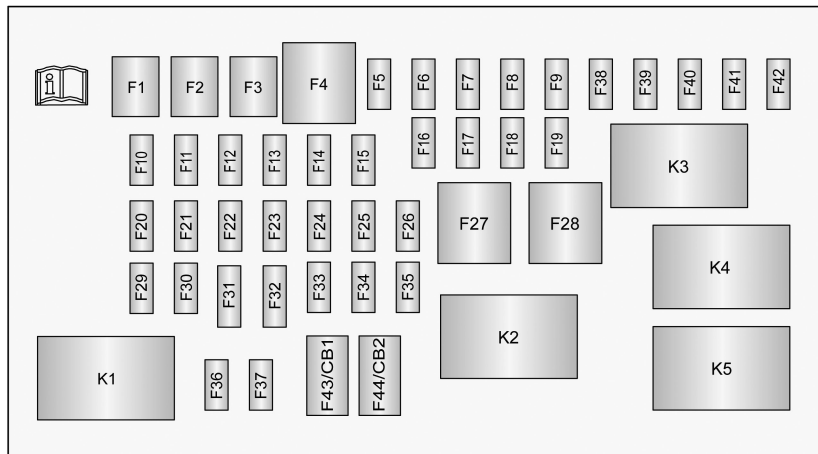 F1 F2 F3 F4 F5 F6 F7 F8 F9 F38 F39 F40 F41 F42
F16 F17 F18 F19
F10 F11 F12 F13 F14 F15
K3
F20 F21 F22 F23 F24 F25 F26
F27 F28
K4
F29 F30 F31 F32 F33 F34 F35
K2
K1
F36 F37
F43/CB1 F44/CB2
K5